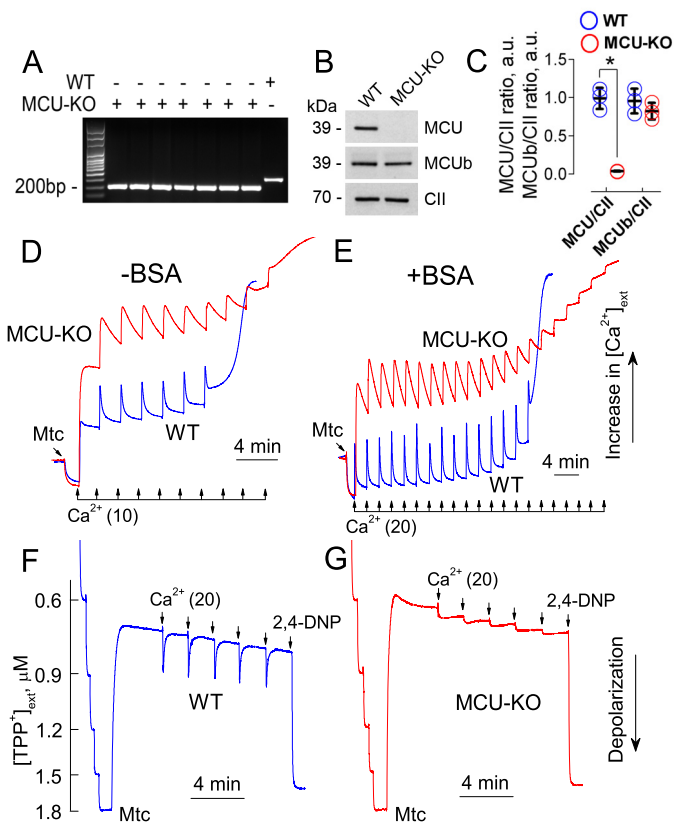 A
WT - - - - - - - +
MCU-KO + + + + + + + -
200bp -
B
WT MCU-KO
kDa
39 - MCU
39 - MCUb
70 - CII
C
WT
MCU-KO
MCU/CII ratio, a.u.
MCUb/CII ratio, a.u.
1.5
1.0
0.5
0.0
*
MCU/CII
MCUb/CII
D
-BSA
MCU-KO
WT
Mtc
4 min
Ca2+ (10)
E
+BSA
MCU-KO
Mtc
WT
4 min
Ca2+ (20)
Increase in [Ca2+]ext
F
[TPP+]ext, μM
0.6
0.9
1.2
1.5
1.8
Ca2+ (20)
2,4-DNP
WT
4 min
Mtc
G
Ca2+ (20)
2,4-DNP
MCU-KO
4 min
Mtc
Depolarization